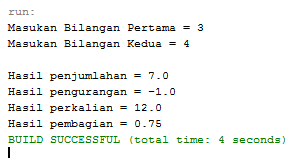 run:
Masukan Bilangan Pertama = 3
Masukan Bilangan Kedua = 4
Hasil penjumlahan = 7.0
Hasil pengurangan = -1.0
Hasil perkalian = 12.0
Hasil pembagian = 0.75
BUILD SUCCESSFUL (total time: 4 seconds)